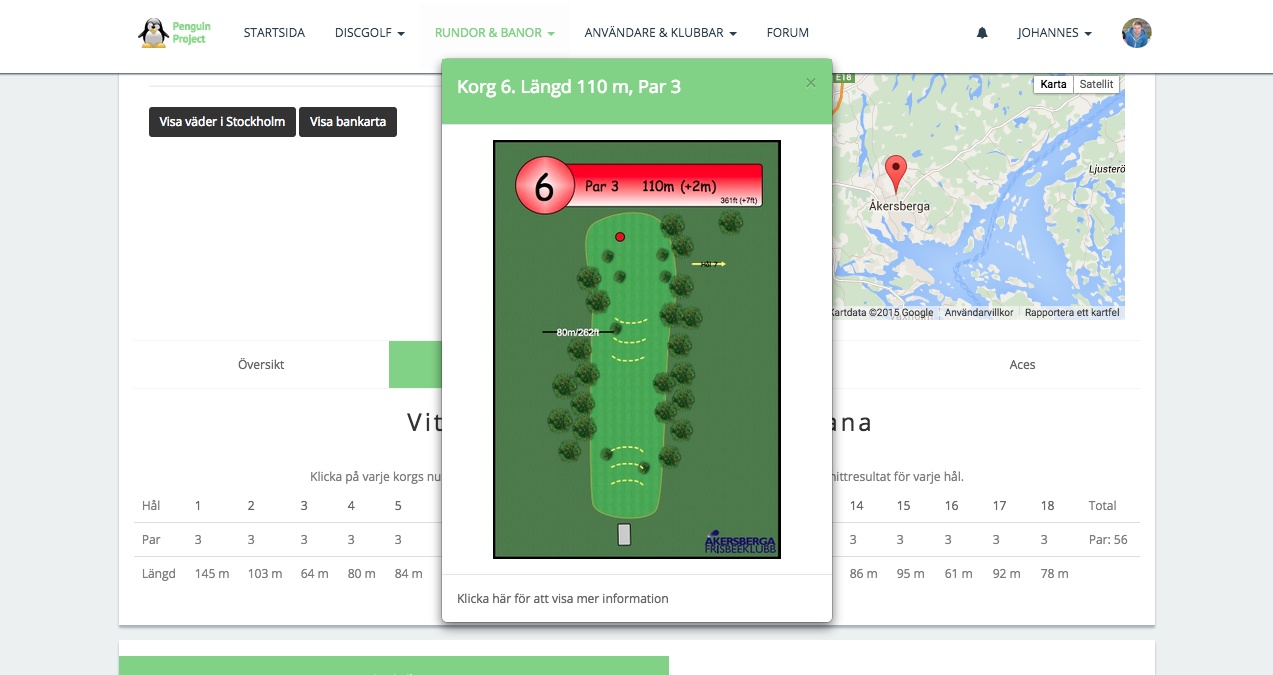 Penguin
Project
STARTSIDA
DISCGOLF
RUNDOR & BANOR
ANVÄNDARE & KLUBBAR
FORUM
JOHANNES
Korg 6. Längd 110 m, Par 3
×
E18
Karta
Satellit
Visa väder i Stockholm
Visa bankarta
6
Par 3
110m (+2m)
361ft (+7ft)
Ljusterö
Åkersberga
Hål 7
80m/262ft
Kartdata ©2015 Google
Användarvillkor
Rapportera ett kartfel
Översikt
Aces
Vit
ana
Klicka på varje korgs nu
nittresultat för varje hål.
Hål 1 2 3 4 5 14 15 16 17 18 Total
Par 3 3 3 3 3 3 3 3 3 3 Par: 56
ÅKERSBERGA
FRISBEEKLUBB
Längd 145 m 103 m 64 m 80 m 84 m 86 m 95 m 61 m 92 m 78 m
Klicka här för att visa mer information